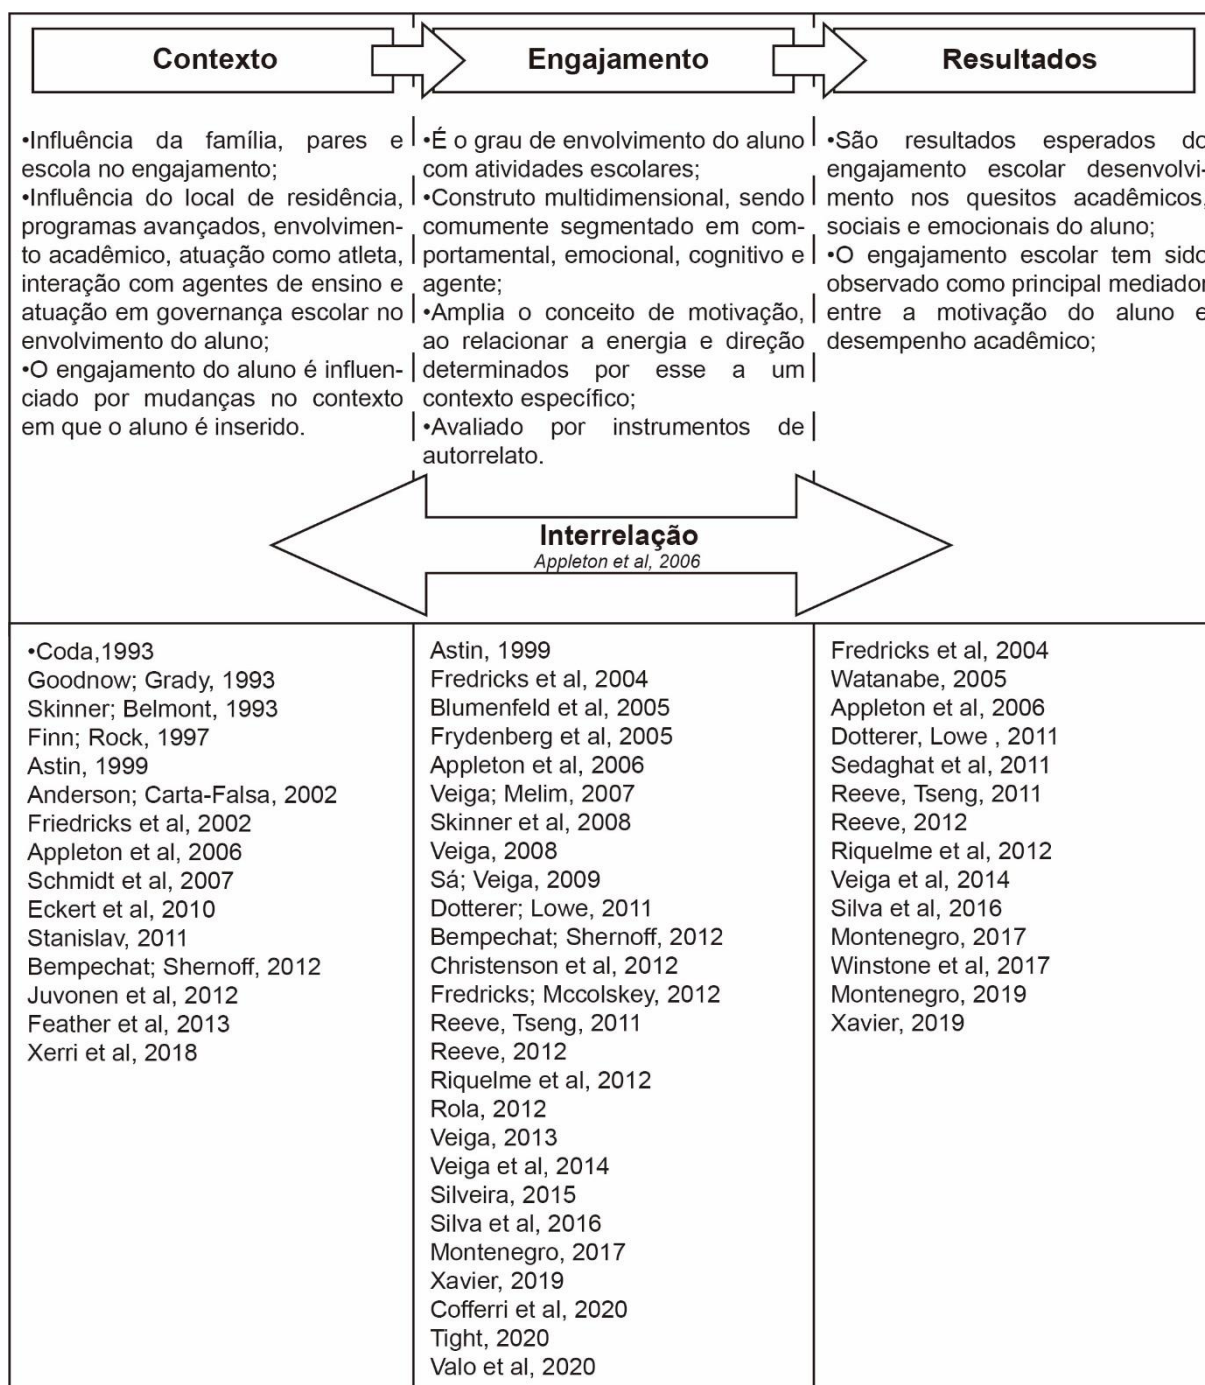 Contexto
Engajamento
Resultados
•Influência da família, pares e
escola no engajamento;
•Influência do local de residência,
programas avançados, envolvimen-
to acadêmico, atuação como atleta,
interação com agentes de ensino e
atuação em governança escolar no
envolvimento do aluno;
•O engajamento do aluno é influen-
ciado por mudanças no contexto
em que o aluno é inserido.
•É o grau de envolvimento do aluno
com atividades escolares;
•Construto multidimensional, sendo
comumente segmentado em com-
portamental, emocional, cognitivo e
agente;
•Amplia o conceito de motivação,
ao relacionar a energia e direção
determinados por esse a um
contexto específico;
•Avaliado por instrumentos de
autorrelato.
•São resultados esperados do
engajamento escolar desenvolvi-
mento nos quesitos acadêmicos,
sociais e emocionais do aluno;
•O engajamento escolar tem sido
observado como principal mediador
entre a motivação do aluno e
desempenho acadêmico;
Interrelação
Appleton et al, 2006
•Coda,1993
Goodnow; Grady, 1993
Skinner; Belmont, 1993
Finn; Rock, 1997
Astin, 1999
Anderson; Carta-Falsa, 2002
Friedricks et al, 2002
Appleton et al, 2006
Schmidt et al, 2007
Eckert et al, 2010
Stanislav, 2011
Bempechat; Shernoff, 2012
Juvonen et al, 2012
Feather et al, 2013
Xerri et al, 2018
Astin, 1999
Fredricks et al, 2004
Blumenfeld et al, 2005
Frydenberg et al, 2005
Appleton et al, 2006
Veiga; Melim, 2007
Skinner et al, 2008
Veiga, 2008
Sá; Veiga, 2009
Dotterer; Lowe, 2011
Bempechat; Shernoff, 2012
Christenson et al, 2012
Fredricks; Mccolskey, 2012
Reeve, Tseng, 2011
Reeve, 2012
Riquelme et al, 2012
Rola, 2012
Veiga, 2013
Veiga et al, 2014
Silveira, 2015
Silva et al, 2016
Montenegro, 2017
Xavier, 2019
Cofferri et al, 2020
Tight, 2020
Valo et al, 2020
Fredricks et al, 2004
Watanabe, 2005
Appleton et al, 2006
Dotterer, Lowe , 2011
Sedaghat et al, 2011
Reeve, Tseng, 2011
Reeve, 2012
Riquelme et al, 2012
Veiga et al, 2014
Silva et al, 2016
Montenegro, 2017
Winstone et al, 2017
Montenegro, 2019
Xavier, 2019